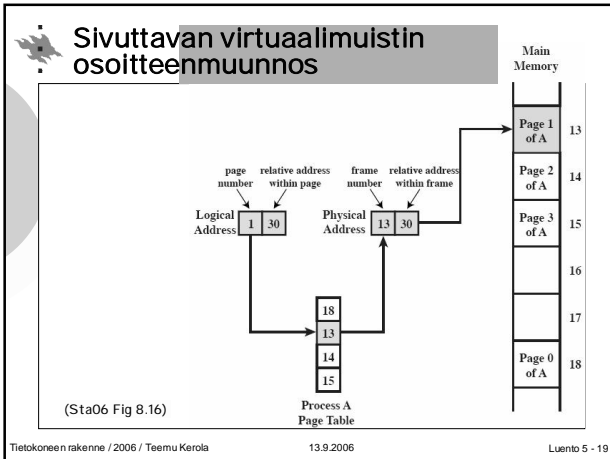 Sivuttavan virtuaalimuistin
osoitteenmuunnos
Main
Memory
Page 1
of A
13
Page 2
of A
14
Page 3
of A
15
16
17
Page 0
of A
18
page
number
relative address
within page
frame
number
relative address
within frame
Logical
Address
1 30
Physical
Address
13 30
18
13
14
15
Process A
Page Table
(Sta06 Fig 8.16)
Tietokoneen rakenne / 2006 / Teemu Kerola 13.9.2006 Luento 5 - 19